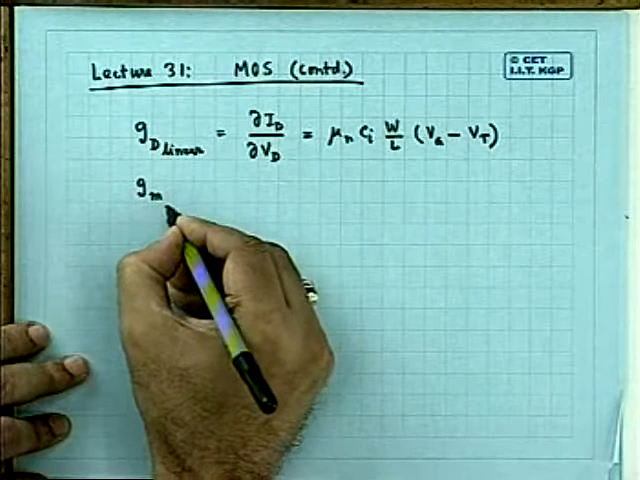 Lecture 31: MOS (contd.)
© CET
I.I.T. KGP
g_D linear = ∂I_D/∂V_D = μ_n C_i W/L (V_G − V_T)
g_m